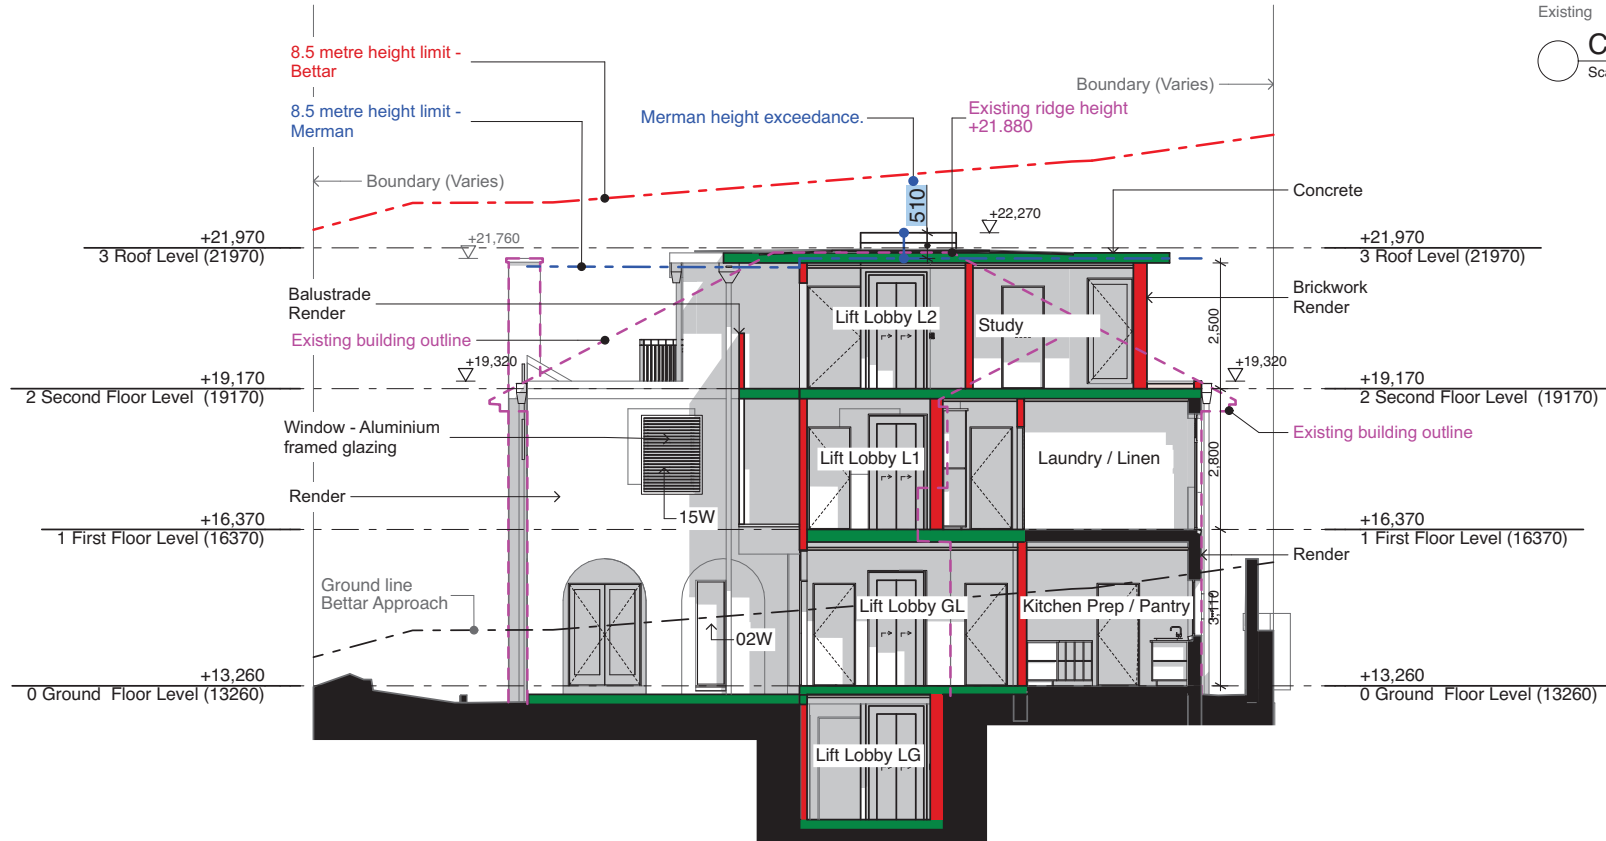 Existing
8.5 metre height limit -
Bettar
Boundary (Varies)
8.5 metre height limit -
Merman
Merman height exceedance.
Existing ridge height
+21.880
Boundary (Varies)
Concrete
510
+22,270
+21,970
3 Roof Level (21970)
+21,760
+21,970
3 Roof Level (21970)
Balustrade
Render
Brickwork
Render
Lift Lobby L2
Study
2,500
Existing building outline
+19,320
+19,320
+19,170
2 Second Floor Level (19170)
+19,170
2 Second Floor Level (19170)
Window - Aluminium
framed glazing
Existing building outline
Lift Lobby L1
Laundry / Linen
2,800
Render
15W
+16,370
1 First Floor Level (16370)
+16,370
1 First Floor Level (16370)
Render
Ground line
Bettar Approach
Lift Lobby GL
Kitchen Prep / Pantry
3,110
02W
+13,260
0 Ground Floor Level (13260)
+13,260
0 Ground Floor Level (13260)
Lift Lobby LG